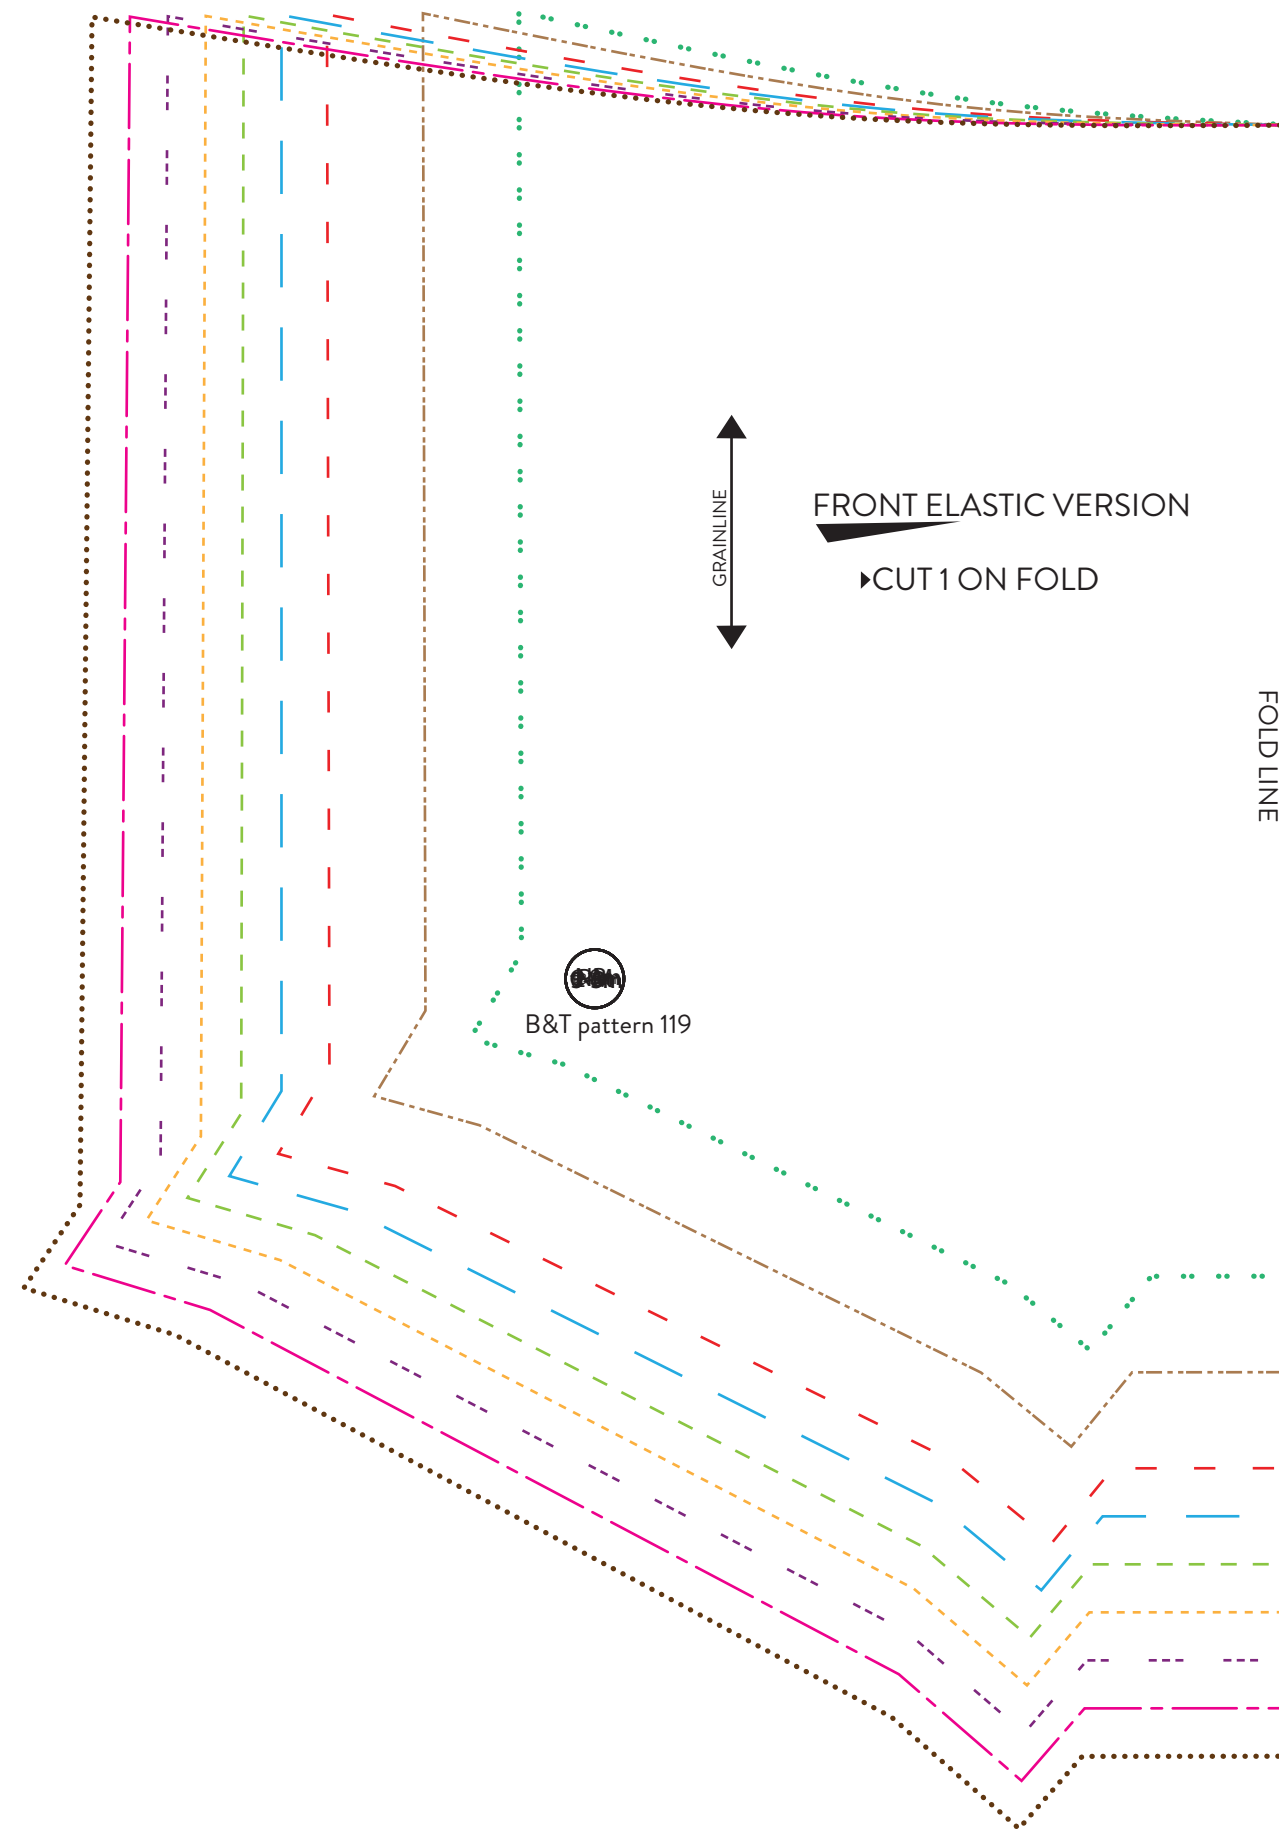 FRONT ELASTIC VERSION
GRAINLINE
CUT 1 ON FOLD
FOLD LINE
B&T pattern 119